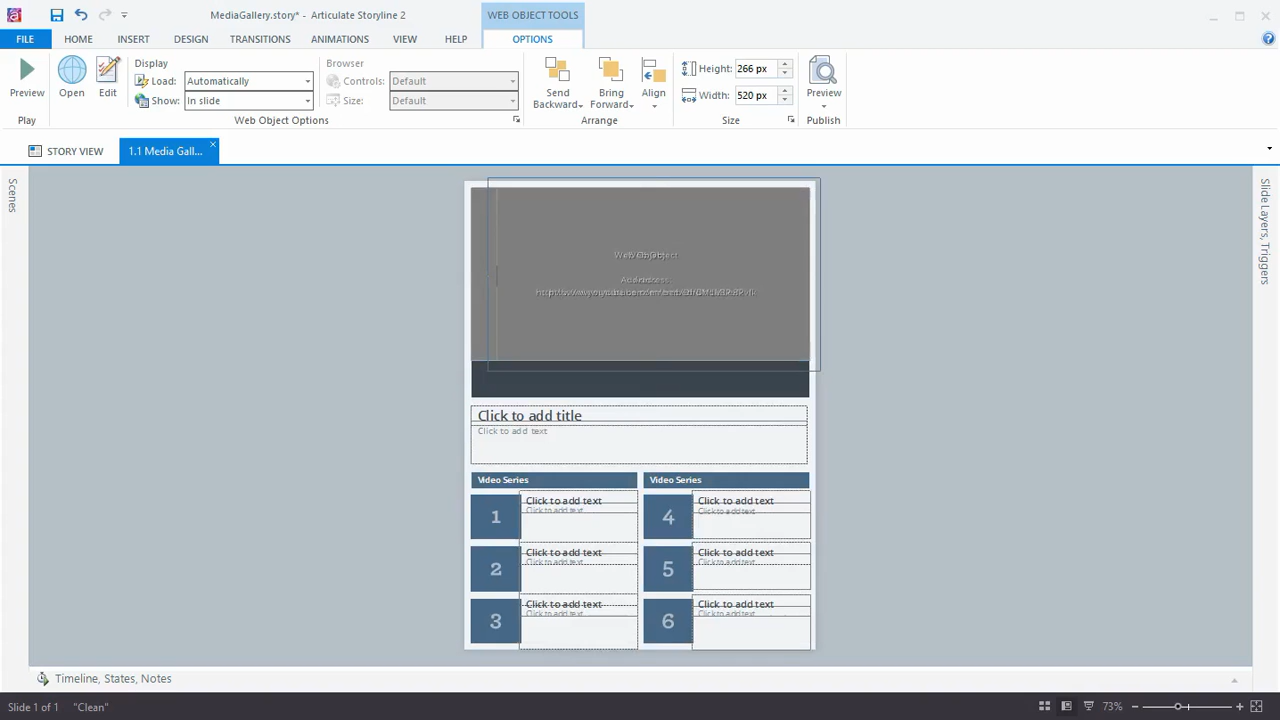 MediaGallery.story* - Articulate Storyline 2
WEB OBJECT TOOLS
FILE
HOME
INSERT
DESIGN
TRANSITIONS
ANIMATIONS
VIEW
HELP
OPTIONS
Display
Browser
Load: Automatically
Controls: Default
Show: In slide
Size: Default
Preview
Open
Edit
Send
Backward
Bring
Forward
Align
Height: 266 px
Width: 520 px
Preview
Play
Web Object Options
Arrange
Size
Publish
STORY VIEW
1.1 Media Gall...
Scenes
Slide Layers, Triggers
Click to add title
Click to add text
Video Series
Video Series
1
Click to add text
Click to add text
4
Click to add text
Click to add text
2
Click to add text
Click to add text
5
Click to add text
Click to add text
3
Click to add text
Click to add text
6
Click to add text
Click to add text
Timeline, States, Notes
Slide 1 of 1
"Clean"
73%